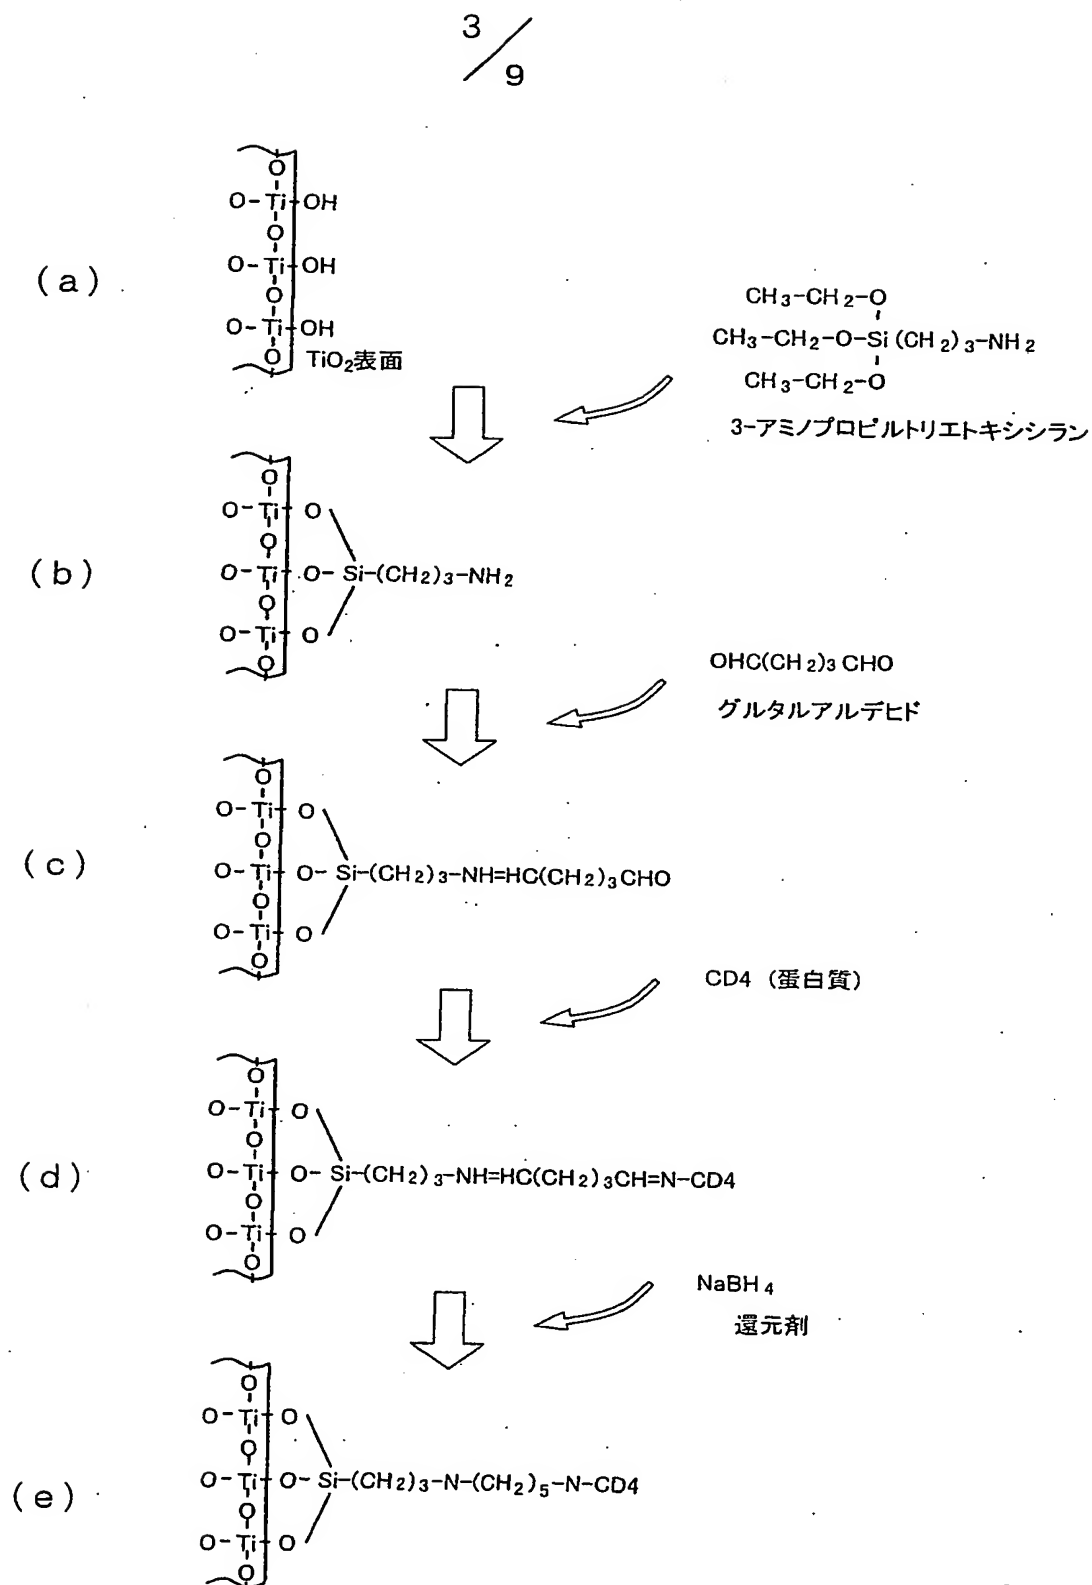 3/9
(a)
O
O-Ti-OH
O
O-Ti-OH
O
O-Ti-OH
O
TiO2表面
CH3-CH2-O
CH3-CH2-O-Si(CH2)3-NH2
CH3-CH2-O
3-アミノプロピルトリエトキシシラン
(b)
O
O-Ti-O
O
O-Ti-O-Si-(CH2)3-NH2
O
O-Ti-O
O
OHC(CH2)3CHO
グルタルアルデヒド
(c)
O
O-Ti-O
O
O-Ti-O-Si-(CH2)3-NH=HC(CH2)3CHO
O
O-Ti-O
O
CD4 (蛋白質)
(d)
O
O-Ti-O
O
O-Ti-O-Si-(CH2)3-NH=HC(CH2)3CH=N-CD4
O
O-Ti-O
O
NaBH4
還元剤
(e)
O
O-Ti-O
O
O-Ti-O-Si-(CH2)3-N-(CH2)5-N-CD4
O
O-Ti-O
O